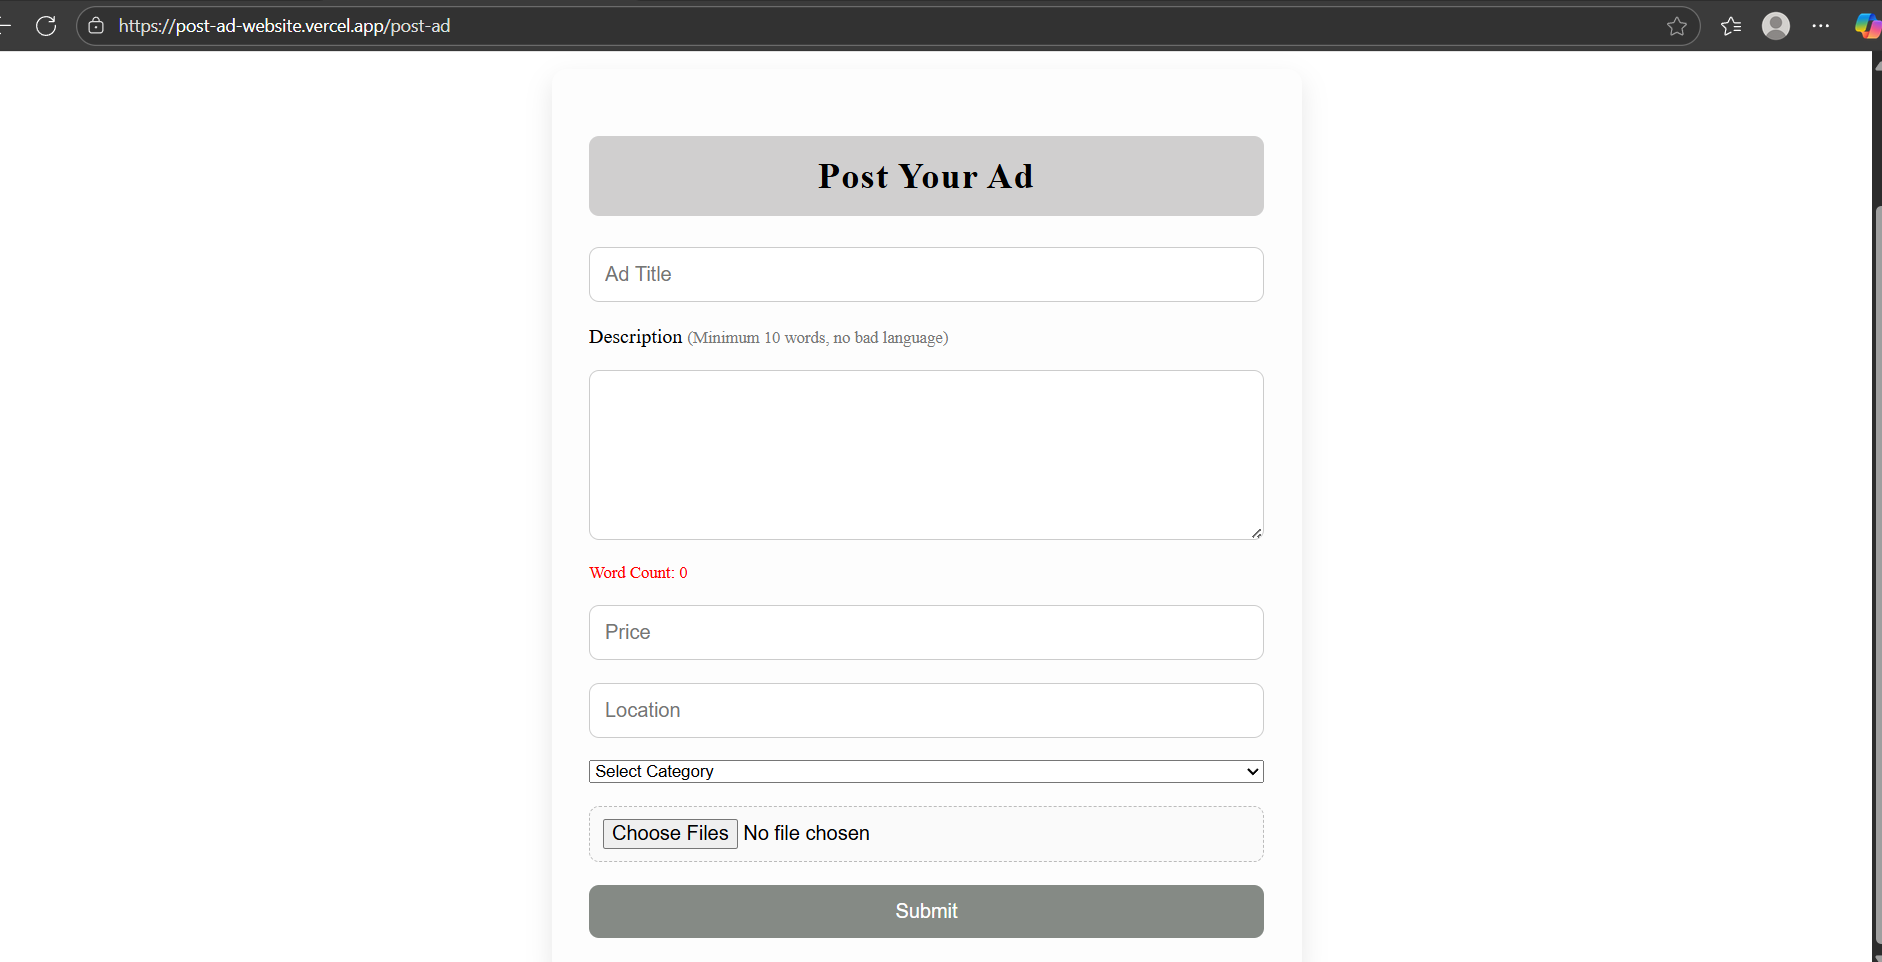 https://post-ad-website.vercel.app/post-ad
Post Your Ad
Ad Title
Description (Minimum 10 words, no bad language)
Word Count: 0
Price
Location
Select Category
Choose Files No file chosen
Submit